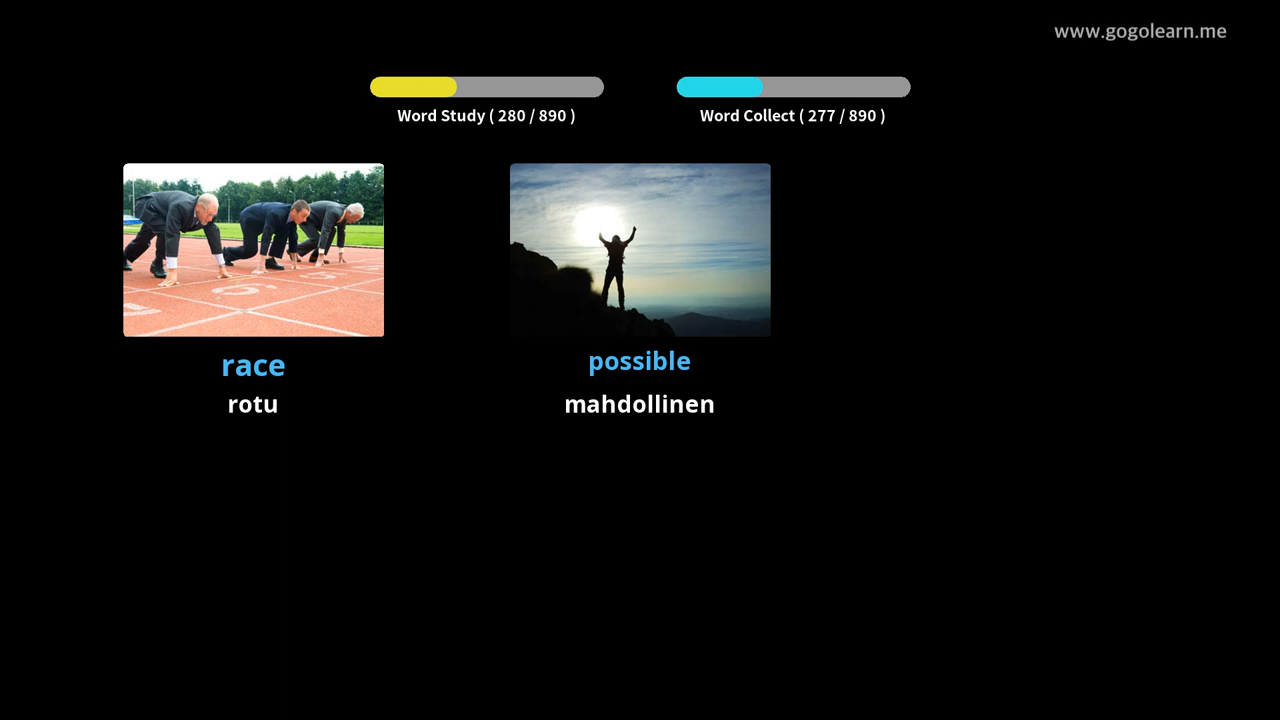 www.gogolearn.me
Word Study ( 280 / 890 )
Word Collect ( 277 / 890 )
race
rotu
possible
mahdollinen